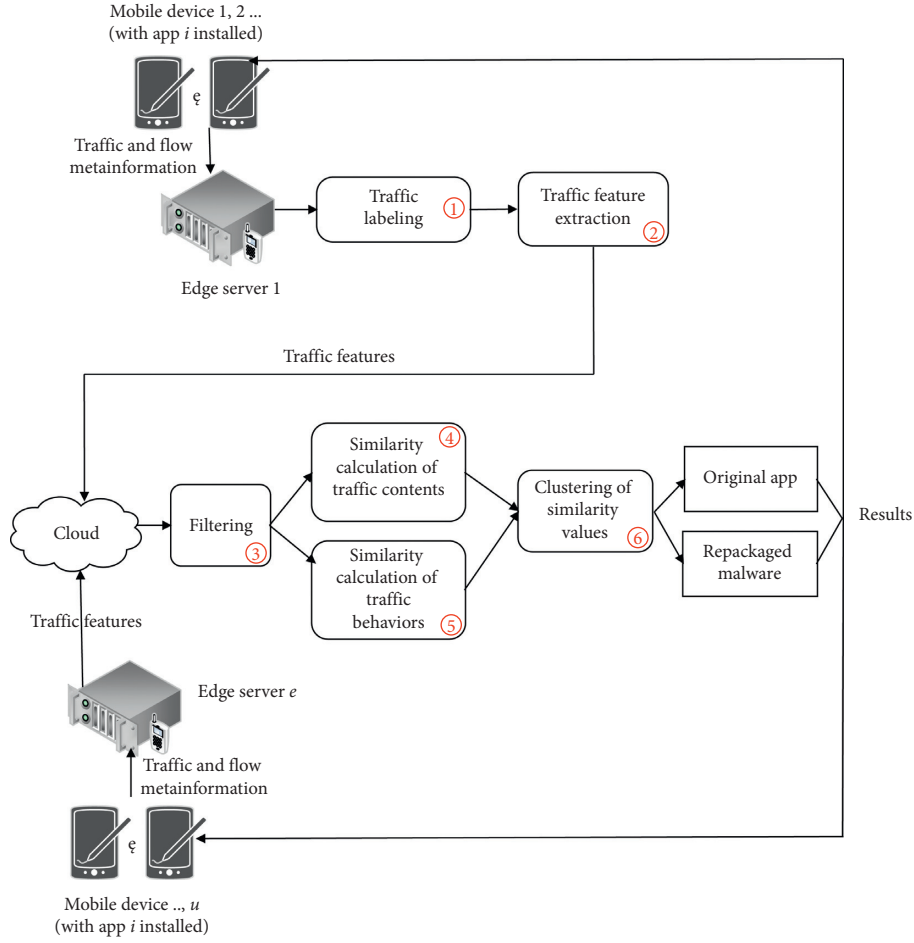 Mobile device 1, 2 ...
(with app i installed)
ę
Traffic and flow
metainformation
Edge server 1
Traffic
labeling
1
Traffic feature
extraction
2
Traffic features
Cloud
Filtering
3
Similarity
calculation of
traffic contents
4
Similarity
calculation of
traffic
behaviors
5
Clustering of
similarity
values
6
Original app
Repackaged
malware
Results
Traffic features
Edge server e
Traffic and flow
metainformation
ę
Mobile device .., u
(with app i installed)